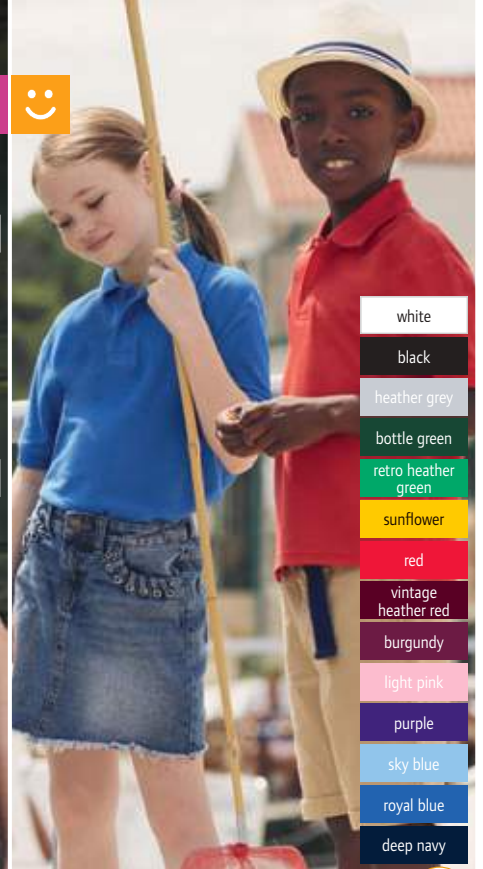 white
black
heather grey
bottle green
retro heather
green
sunflower
red
vintage
heather red
burgundy
light pink
purple
sky blue
royal blue
deep navy